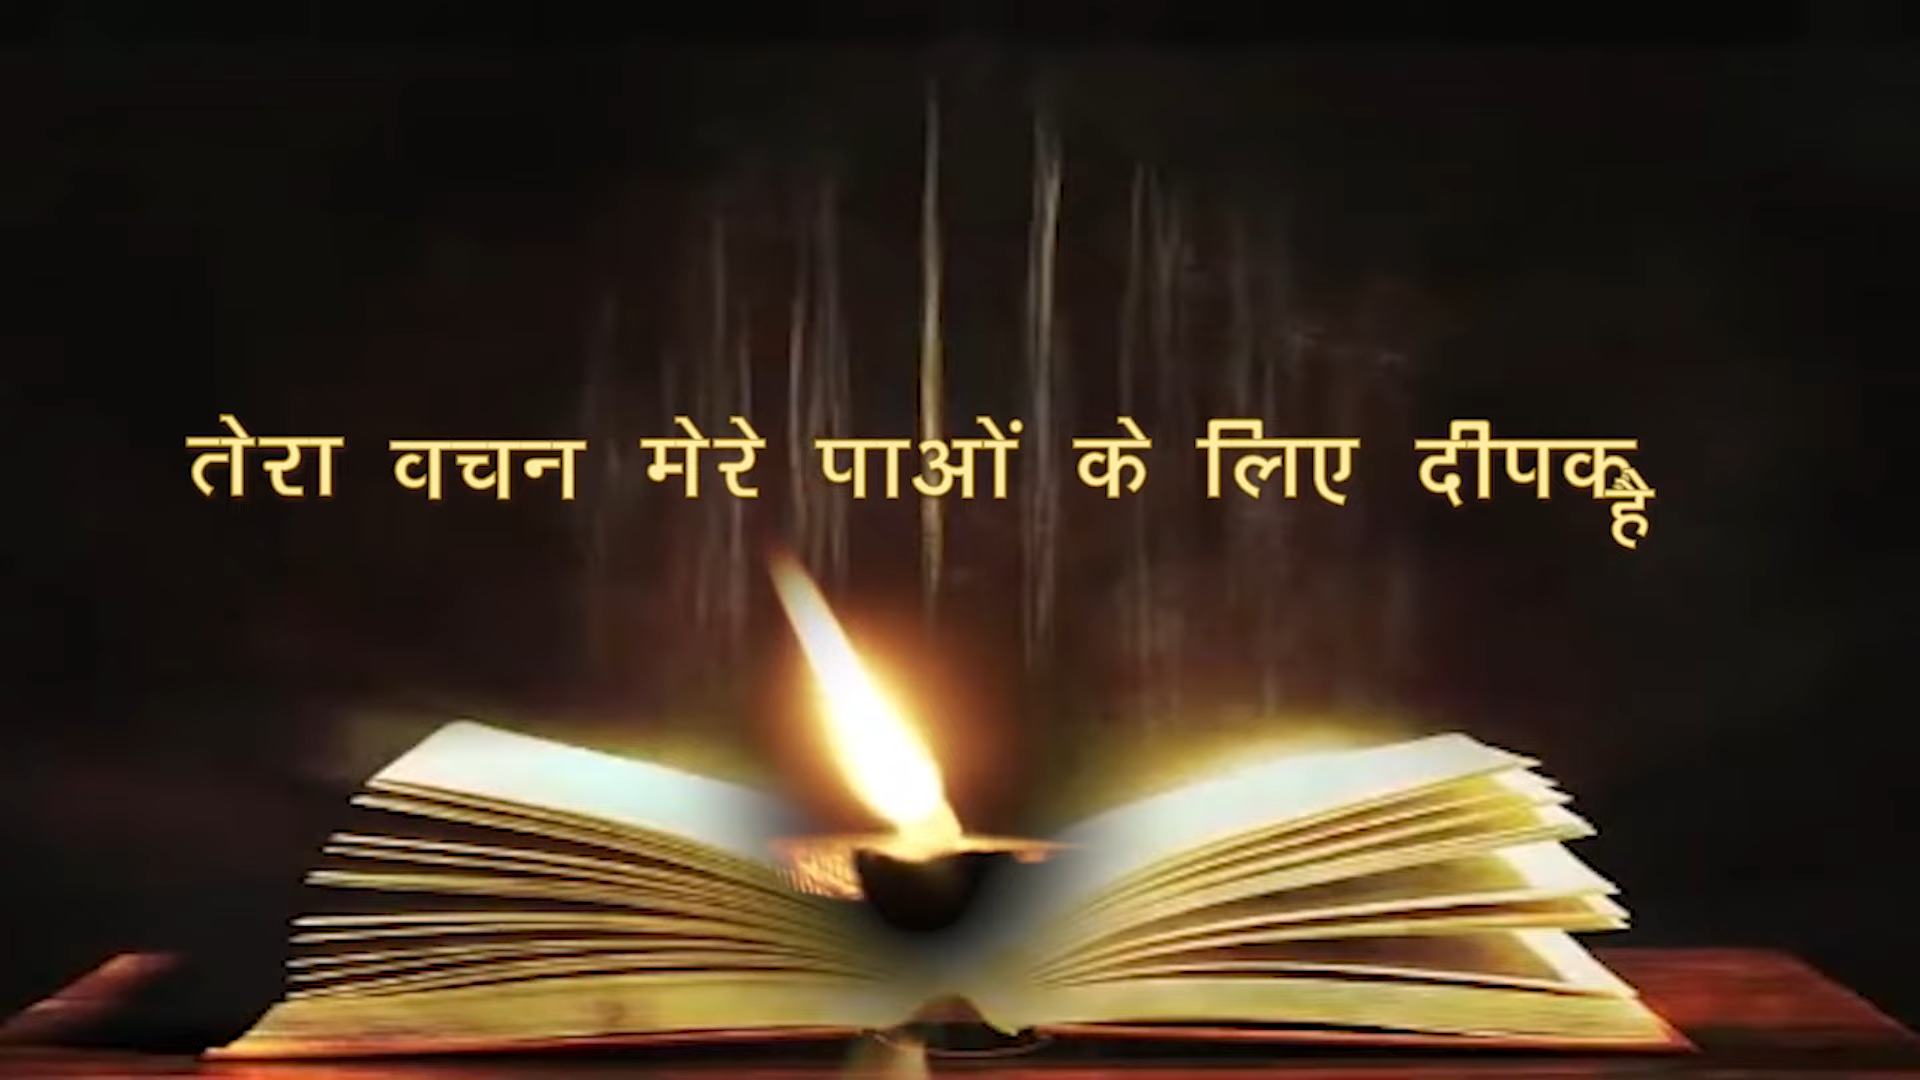 तेरा वचन मेरे पाओं के लिए दीपक है